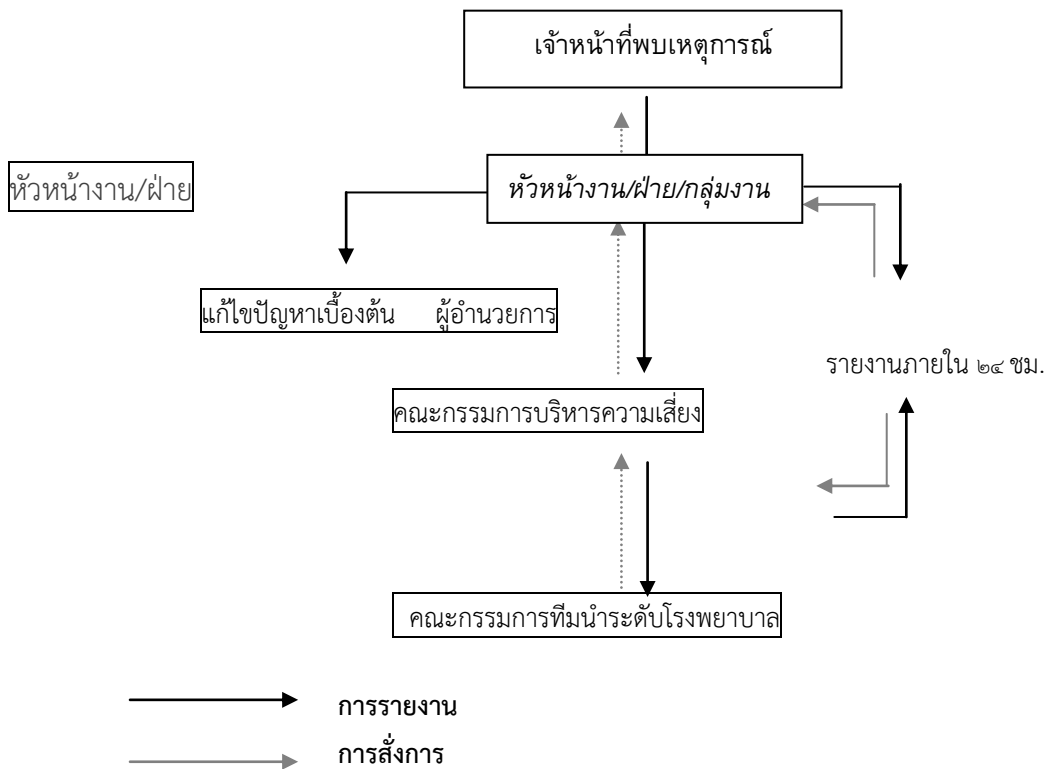 เจ้าหน้าที่พบเหตุการณ์
หัวหน้างาน/ฝ่าย
หัวหน้างาน/ฝ่าย/กลุ่มงาน
แก้ไขปัญหาเบื้องต้น ผู้อำนวยการ
รายงานภายใน ๒๔ ชม.
คณะกรรมการบริหารความเสี่ยง
คณะกรรมการทีมนำระดับโรงพยาบาล
การรายงาน
การสั่งการ